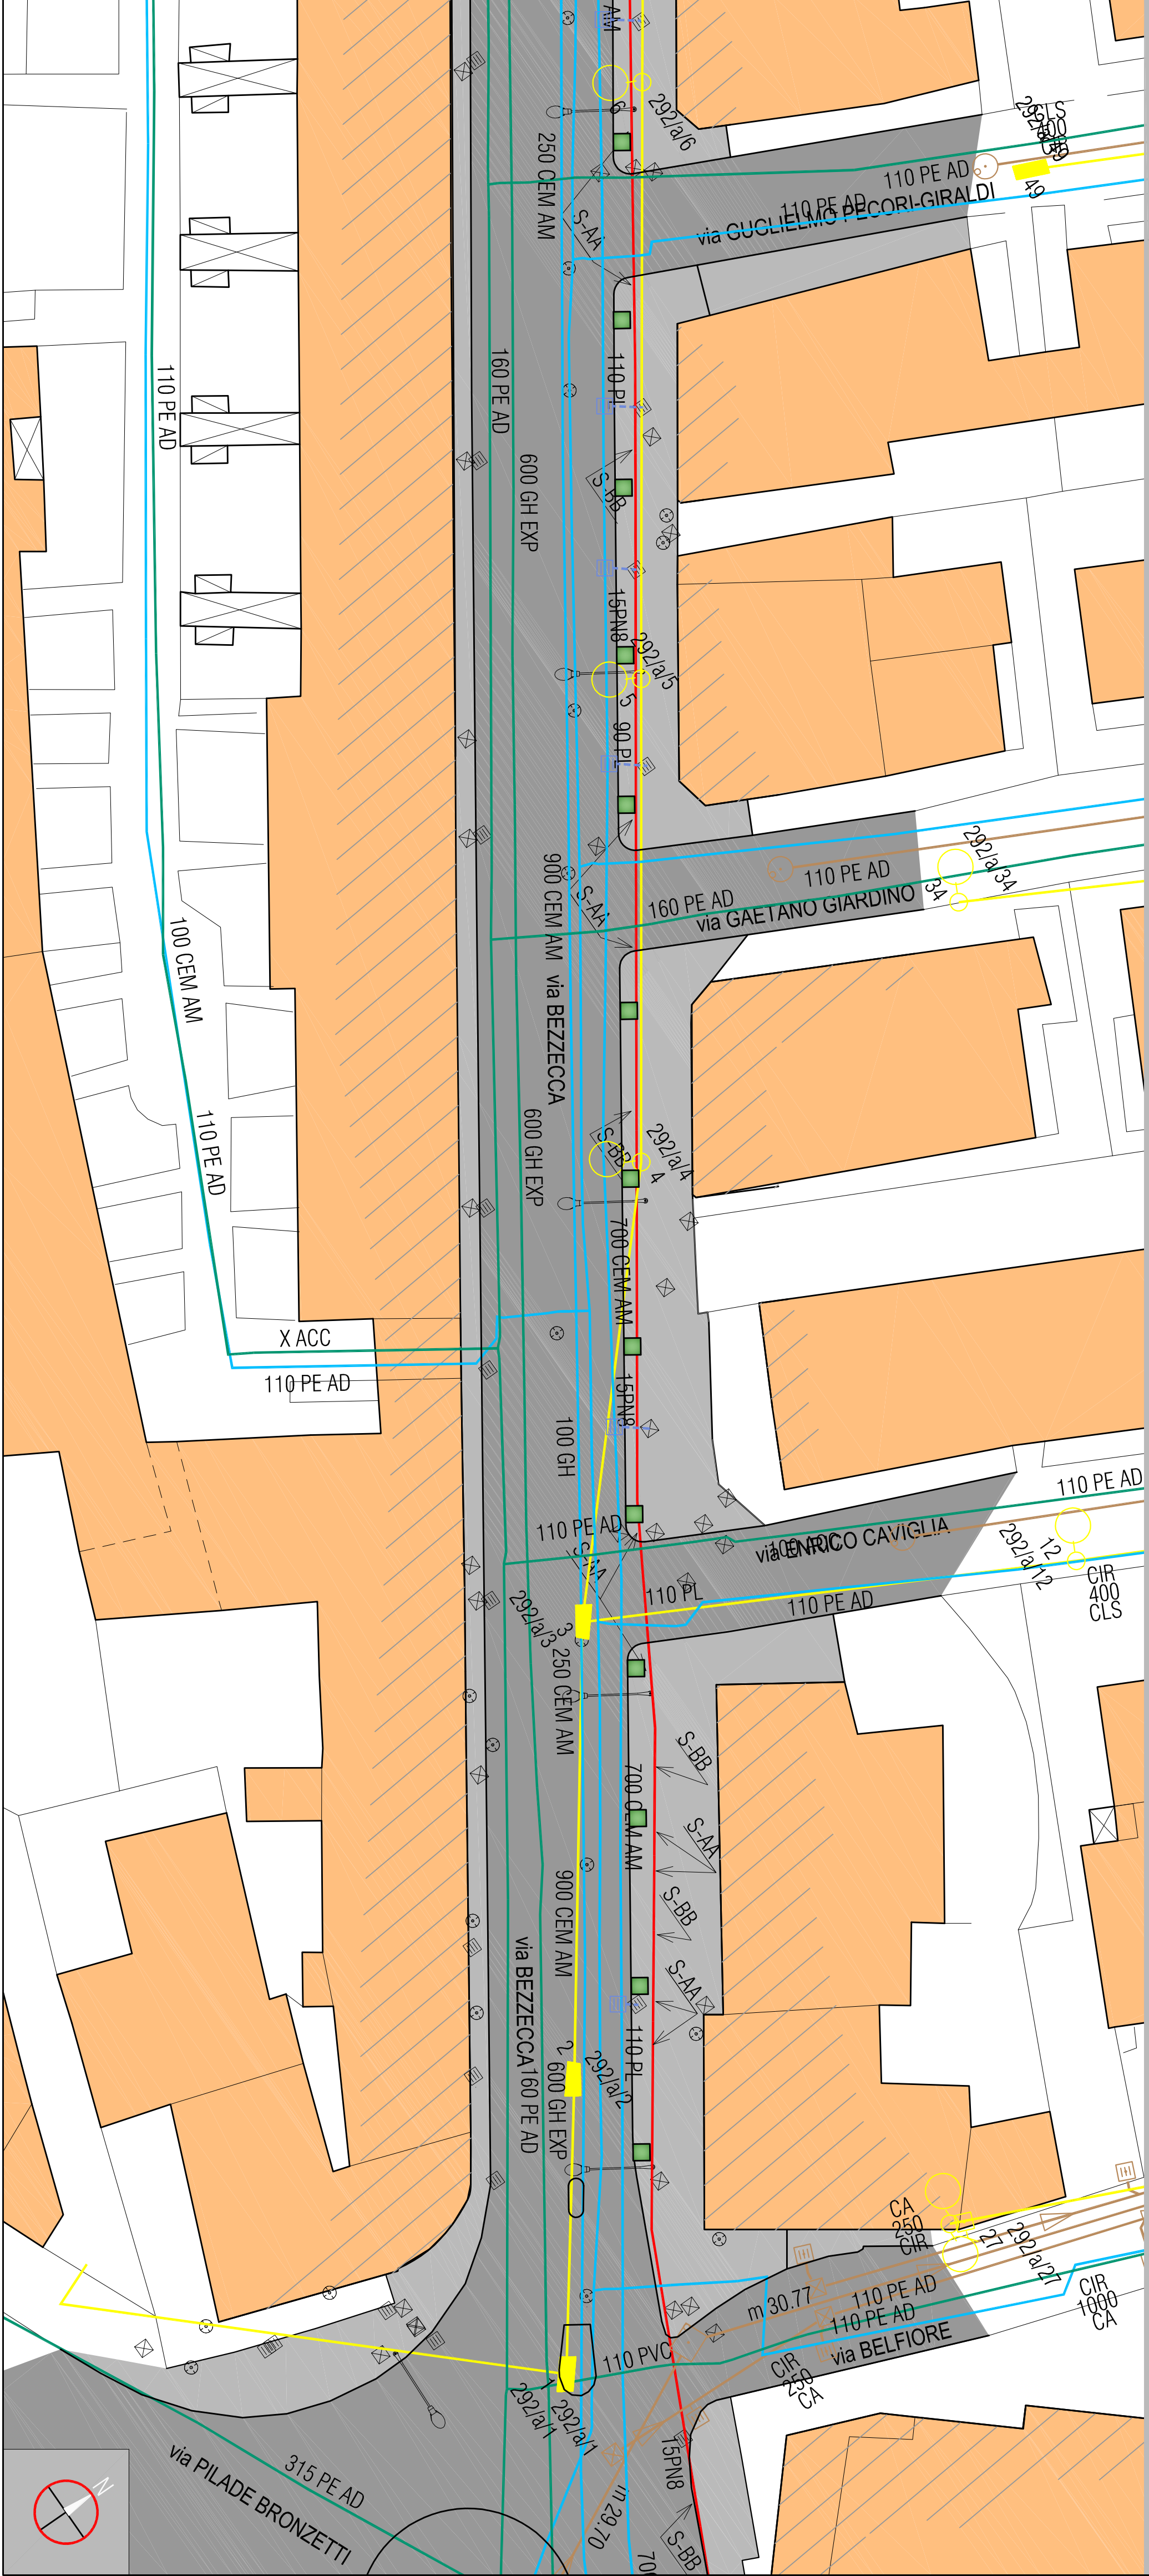 AM
6
292/a/6
250 CEM AM
S-AA
110 PE AD
110 PE AD
via GUGLIELMO PECORI-GIRALDI
CLS
400
CIR
49
110 PE AD
160 PE AD
110 PL
600 GH EXP
S-BB
15PN8
292/a/5
5
90 PL
292/a/34
34
110 PE AD
160 PE AD
via GAETANO GIARDINO
900 CEM AM
via BEZZECCA
S-AA
100 CEM AM
110 PE AD
600 GH EXP
S-BB
292/a/4
4
700 CEM AM
X ACC
110 PE AD
15PN8
100 GH
110 PE AD
110 PE AD
via ENRICO CAVIGLIA
S-AA
12
292/a/12
CIR
400
CLS
110 PL
110 PE AD
292/a/3
3
250 CEM AM
S-BB
700 CEM AM
S-AA
900 CEM AM
S-BB
via BEZZECCA
S-AA
110 PL
2
292/a/2
160 PE AD
600 GH EXP
CA
250
CIR
27
292/a/27
CIR
1000
CA
m 30.77
110 PE AD
110 PE AD
via BELFIORE
110 PVC
CIR
250
CA
1
292/a/1
292/a/1
15PN8
via PILADE BRONZETTI
315 PE AD
m 29.70
S-BB
700
N